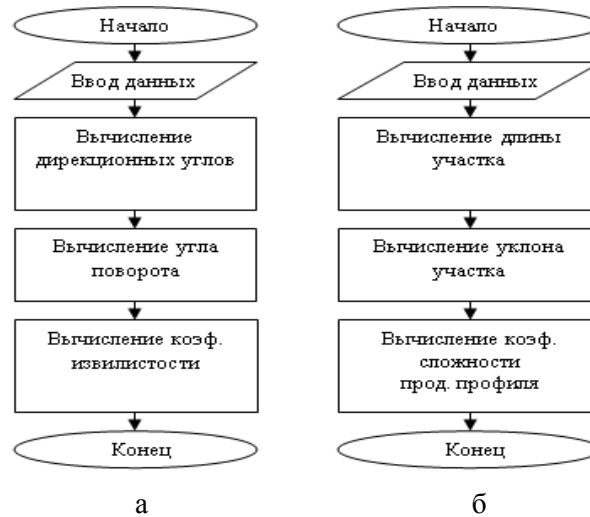 Начало
Ввод данных
Вычисление
дирекционных углов
Вычисление угла
поворота
Вычисление коэф.
извилистости
Конец
а
Начало
Ввод данных
Вычисление длины
участка
Вычисление уклона
участка
Вычисление коэф.
сложности
прод. профиля
Конец
б